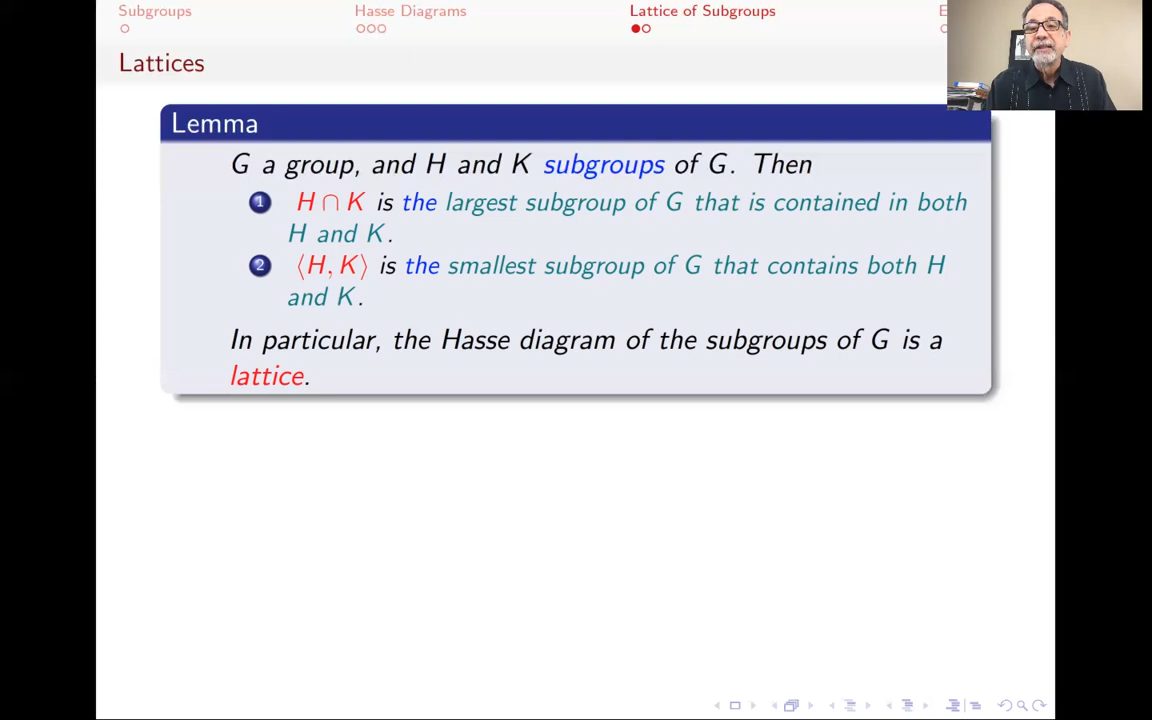 Subgroups Hasse Diagrams Lattice of Subgroups E
Lattices
Lemma
G a group, and H and K subgroups of G. Then
1 H ∩ K is the largest subgroup of G that is contained in both
H and K.
2 ⟨H, K⟩ is the smallest subgroup of G that contains both H
and K.
In particular, the Hasse diagram of the subgroups of G is a
lattice.